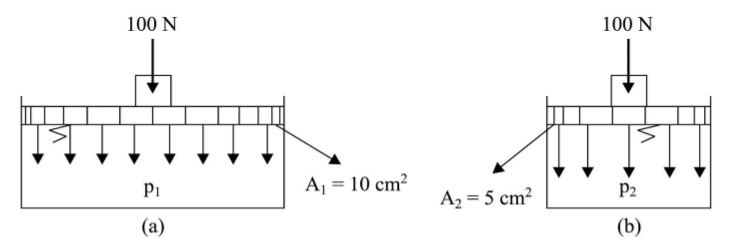 100 N
p₁
A₁ = 10 cm²
(a)
100 N
A₂ = 5 cm²
p₂
(b)